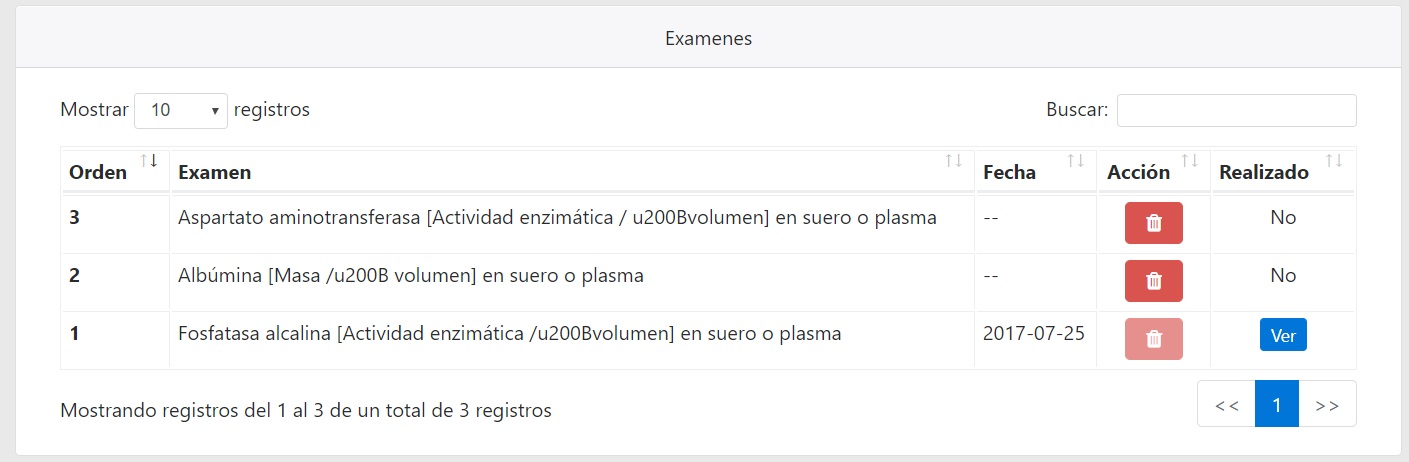 Examenes
Mostrar 10 registros Buscar:
Orden Examen Fecha Acción Realizado
3 Aspartato aminotransferasa [Actividad enzimática / u200Bvolumen] en suero o plasma -- No
2 Albúmina [Masa /u200B volumen] en suero o plasma -- No
1 Fosfatasa alcalina [Actividad enzimática /u200Bvolumen] en suero o plasma 2017-07-25 Ver
Mostrando registros del 1 al 3 de un total de 3 registros << 1 >>